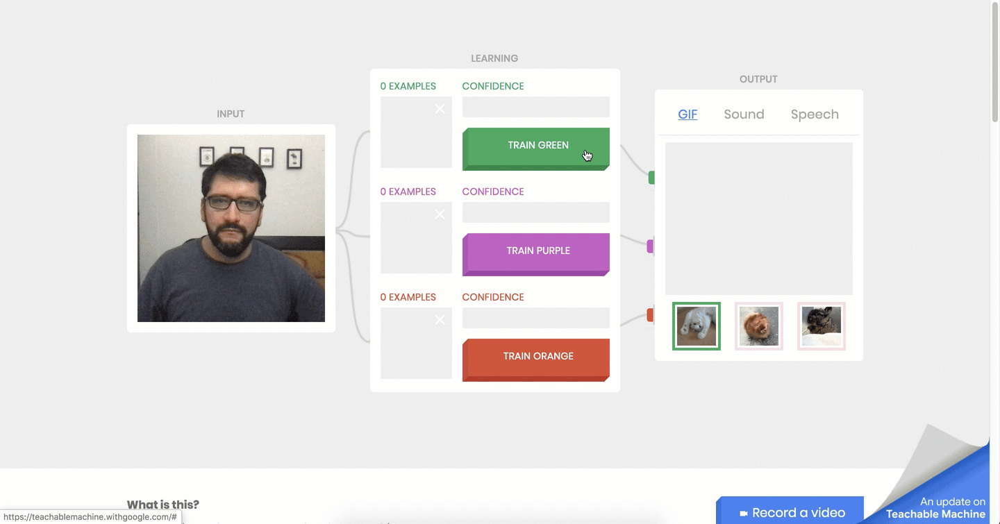 LEARNING
OUTPUT
INPUT
0 EXAMPLES
CONFIDENCE
TRAIN GREEN
0 EXAMPLES
CONFIDENCE
TRAIN PURPLE
0 EXAMPLES
CONFIDENCE
TRAIN ORANGE
GIF
Sound
Speech
What is this?
Record a video
An update on
Teachable Machine
https://teachablemachine.withgoogle.com/#